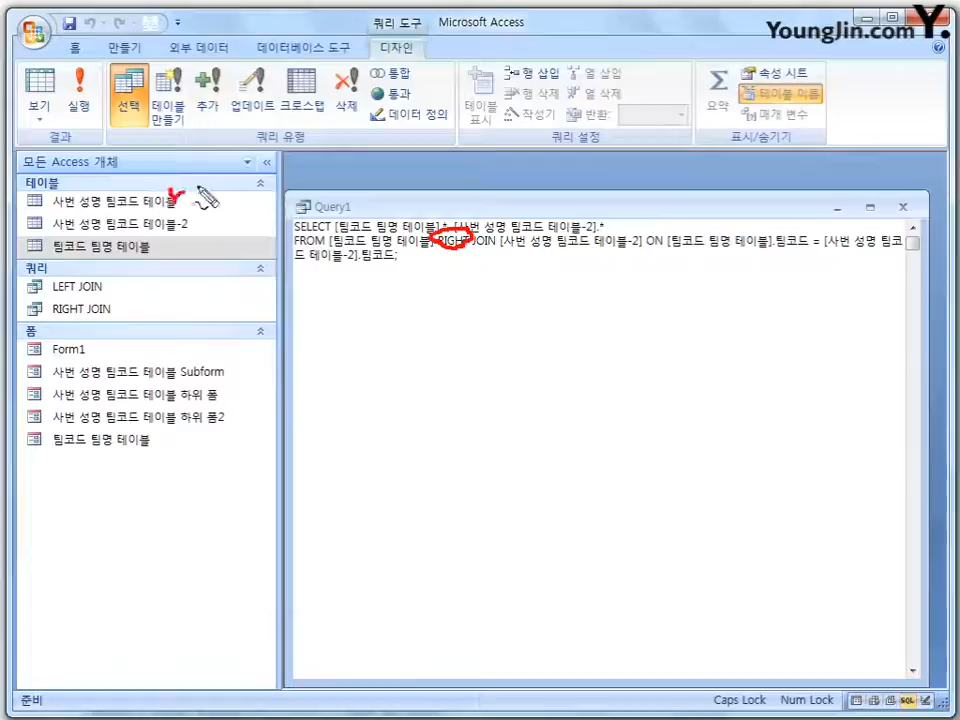 쿼리 도구 Microsoft Access
Younglin.com Y.
홈 만들기 외부 데이터 데이터베이스 도구 디자인
보기 실행 선택 테이블 만들기 추가 업데이트 크로스탭 삭제
통합
통과
데이터 정의
테이블 표시
행 삽입
행 삭제
작성기
열 삽입
열 삭제
반환:
요약
속성 시트
테이블 이름
매개 변수
결과 쿼리 유형 쿼리 설정 표시/숨기기
모든 Access 개체
테이블
사번 성명 팀코드 테이블
사번 성명 팀코드 테이블-2
팀코드 팀명 테이블
쿼리
LEFT JOIN
RIGHT JOIN
폼
Form1
사번 성명 팀코드 테이블 Subform
사번 성명 팀코드 테이블 하위 폼
사번 성명 팀코드 테이블 하위 폼2
팀코드 팀명 테이블
Query1
SELECT [팀코드 팀명 테이블].*, [사번 성명 팀코드 테이블-2].*
FROM [팀코드 팀명 테이블] RIGHT JOIN [사번 성명 팀코드 테이블-2] ON [팀코드 팀명 테이블].팀코드 = [사번 성명 팀코
드 테이블-2].팀코드;
준비
Caps Lock Num Lock SQL